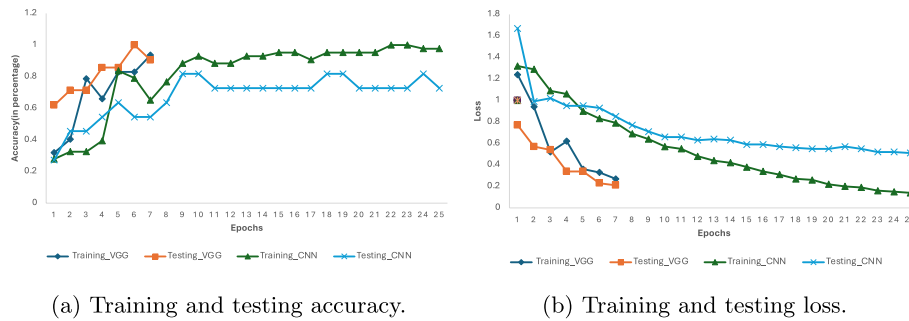 1.2
1
0.8
0.6
0.4
0.2
0
Accurecy(in percentage)
1 2 3 4 5 6 7 8 9 10 11 12 13 14 15 16 17 18 19 20 21 22 23 24 25
Epochs
Training_VGG Testing_VGG Training_CNN Testing_CNN
(a) Training and testing accuracy.
1.8
1.6
1.4
1.2
1
0.8
0.6
0.4
0.2
0
Loss
1 2 3 4 5 6 7 8 9 10 11 12 13 14 15 16 17 18 19 20 21 22 23 24 2
Epochs
Training_VGG Testing_VGG Training_CNN Testing_CNN
(b) Training and testing loss.